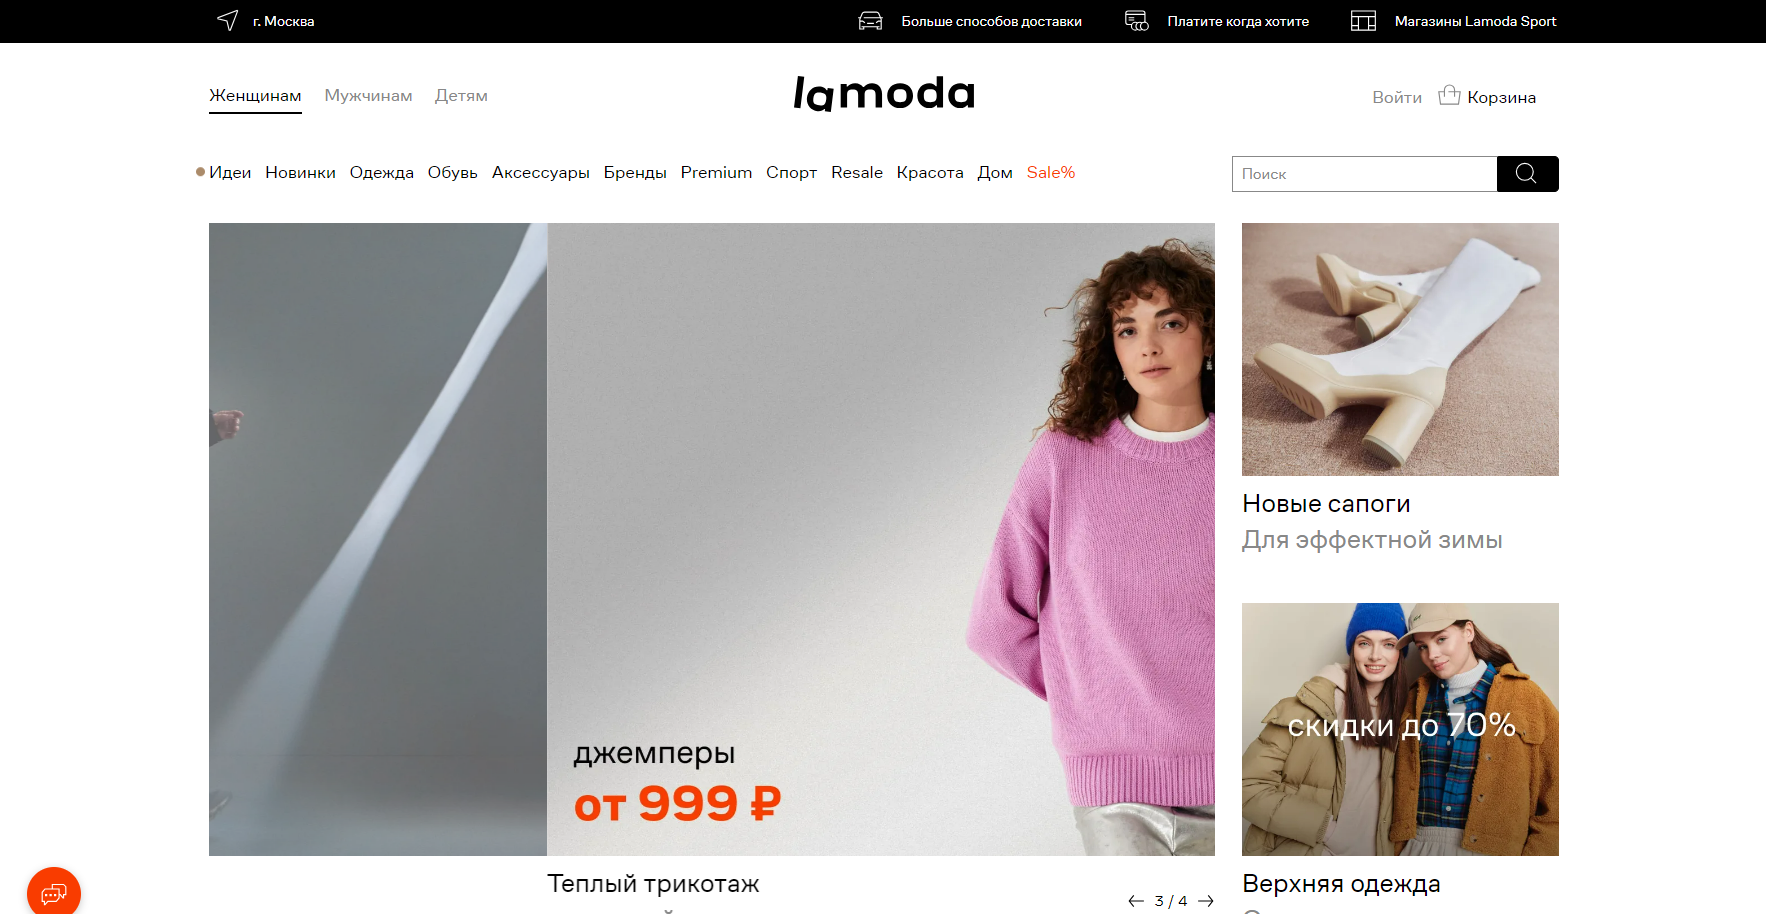 г. Москва
Больше способов доставки
Платите когда хотите
Магазины Lamoda Sport
Женщинам Мужчинам Детям
lamoda
Войти Корзина
Идеи Новинки Одежда Обувь Аксессуары Бренды Premium Спорт Resale Красота Дом Sale%
Поиск
джемперы
от 999 ₽
Теплый трикотаж
3 / 4
Новые сапоги
Для эффектной зимы
скидки до 70%
Верхняя одежда